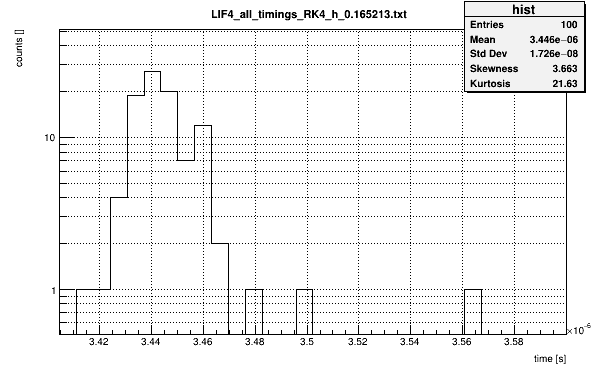 LIF4_all_timings_RK4_h_0.165213.txt
hist
Entries 100
Mean 3.446e−06
Std Dev 1.726e−08
Skewness 3.663
Kurtosis 21.63
counts []
10
1
3.42 3.44 3.46 3.48 3.5 3.52 3.54 3.56 3.58
×10−6
time [s]